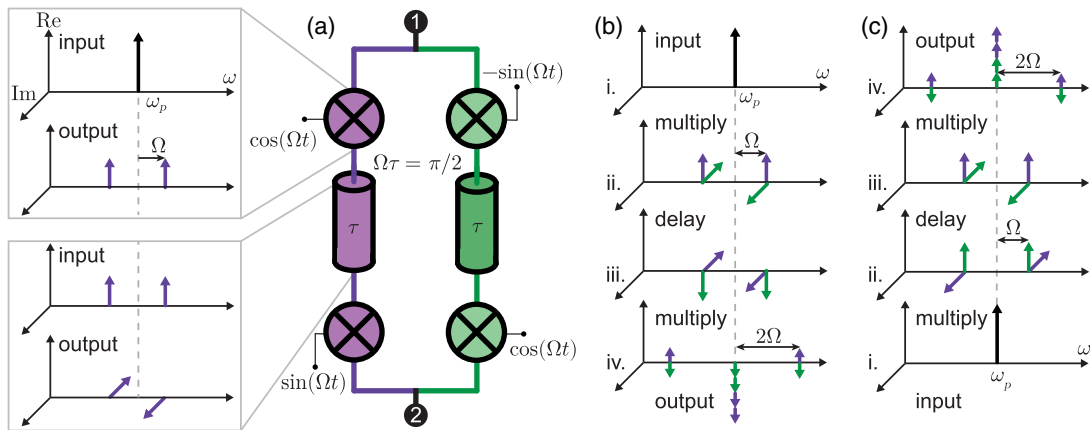 Re
input
Im
ω
ω_p
output
Ω
input
output
(a)
1
−sin(Ωt)
cos(Ωt)
Ωτ = π/2
τ
τ
sin(Ωt)
cos(Ωt)
2
(b)
input
i.
ω
ω_p
multiply
Ω
ii.
delay
iii.
multiply
2Ω
iv.
output
(c)
output
2Ω
iv.
ω
multiply
iii.
delay
Ω
ii.
multiply
i.
ω
ω_p
input